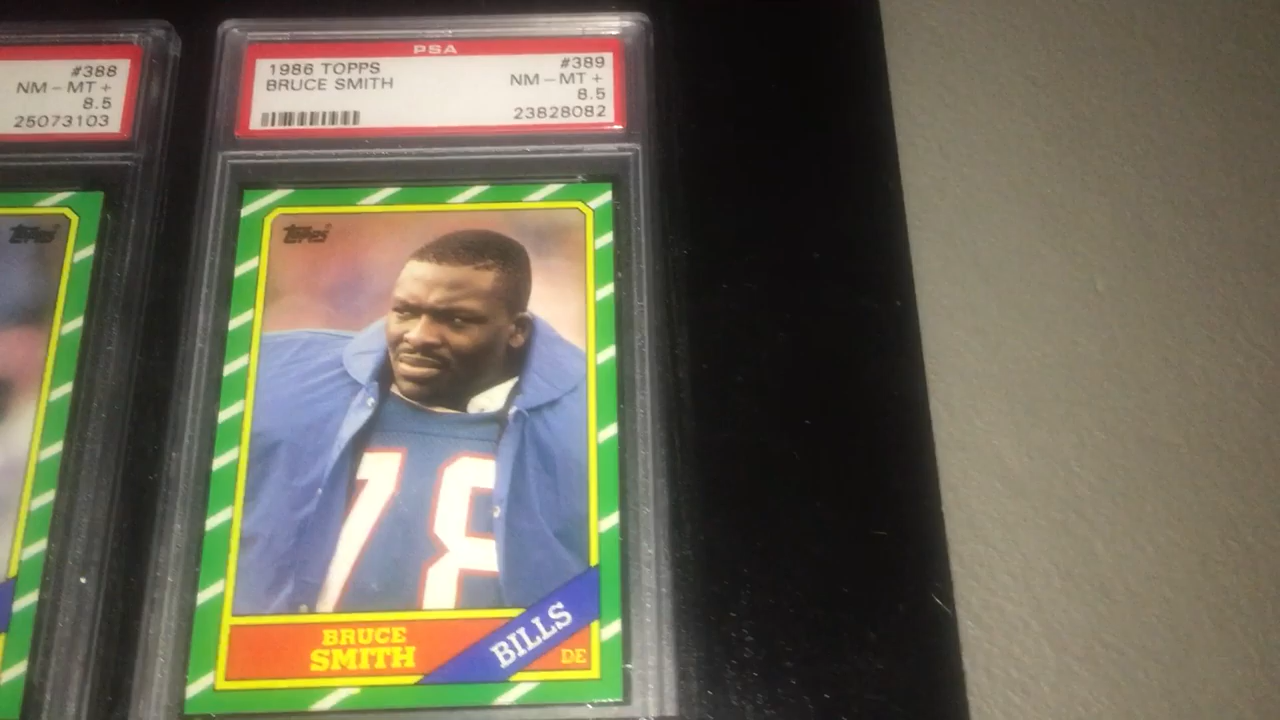 #388
NM - MT +
8.5
25073103
PSA
1986 TOPPS #389
BRUCE SMITH NM - MT +
8.5
23828082
Topps
Topps
78
BRUCE
SMITH
BILLS
DE